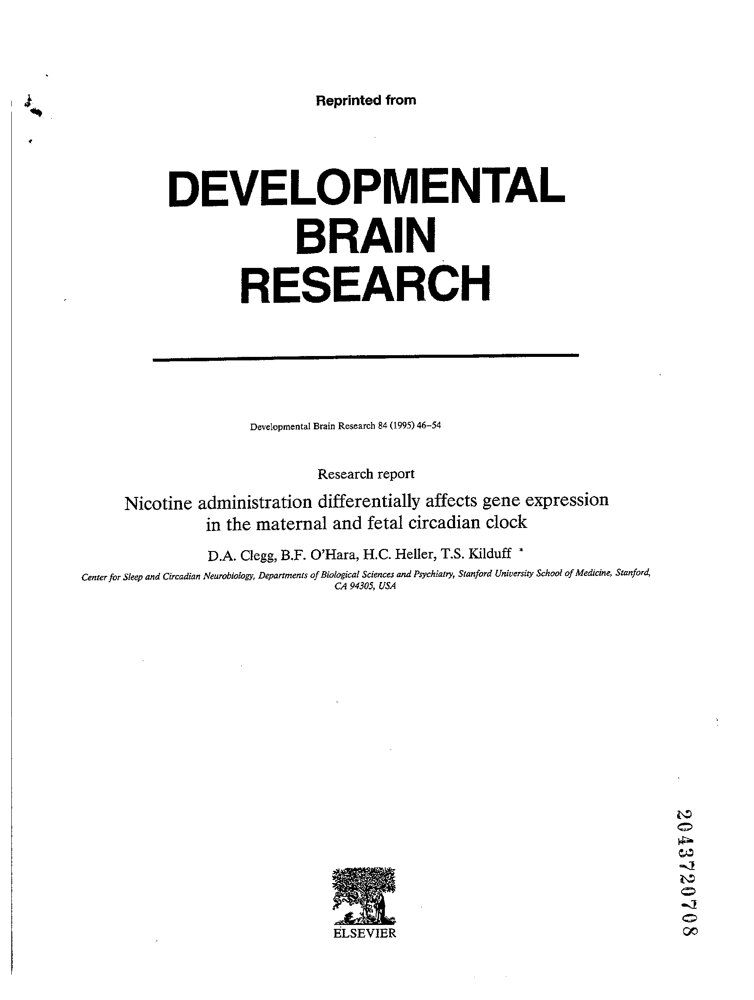 Reprinted from
DEVELOPMENTAL
BRAIN
RESEARCH
Developmental Brain Research 84 (1995) 46–54
Research report
Nicotine administration differentially affects gene expression
in the maternal and fetal circadian clock
D.A. Clegg, B.F. O'Hara, H.C. Heller, T.S. Kilduff *
Center for Sleep and Circadian Neurobiology, Departments of Biological Sciences and Psychiatry, Stanford University School of Medicine, Stanford,
CA 94305, USA
ELSEVIER
2043720708